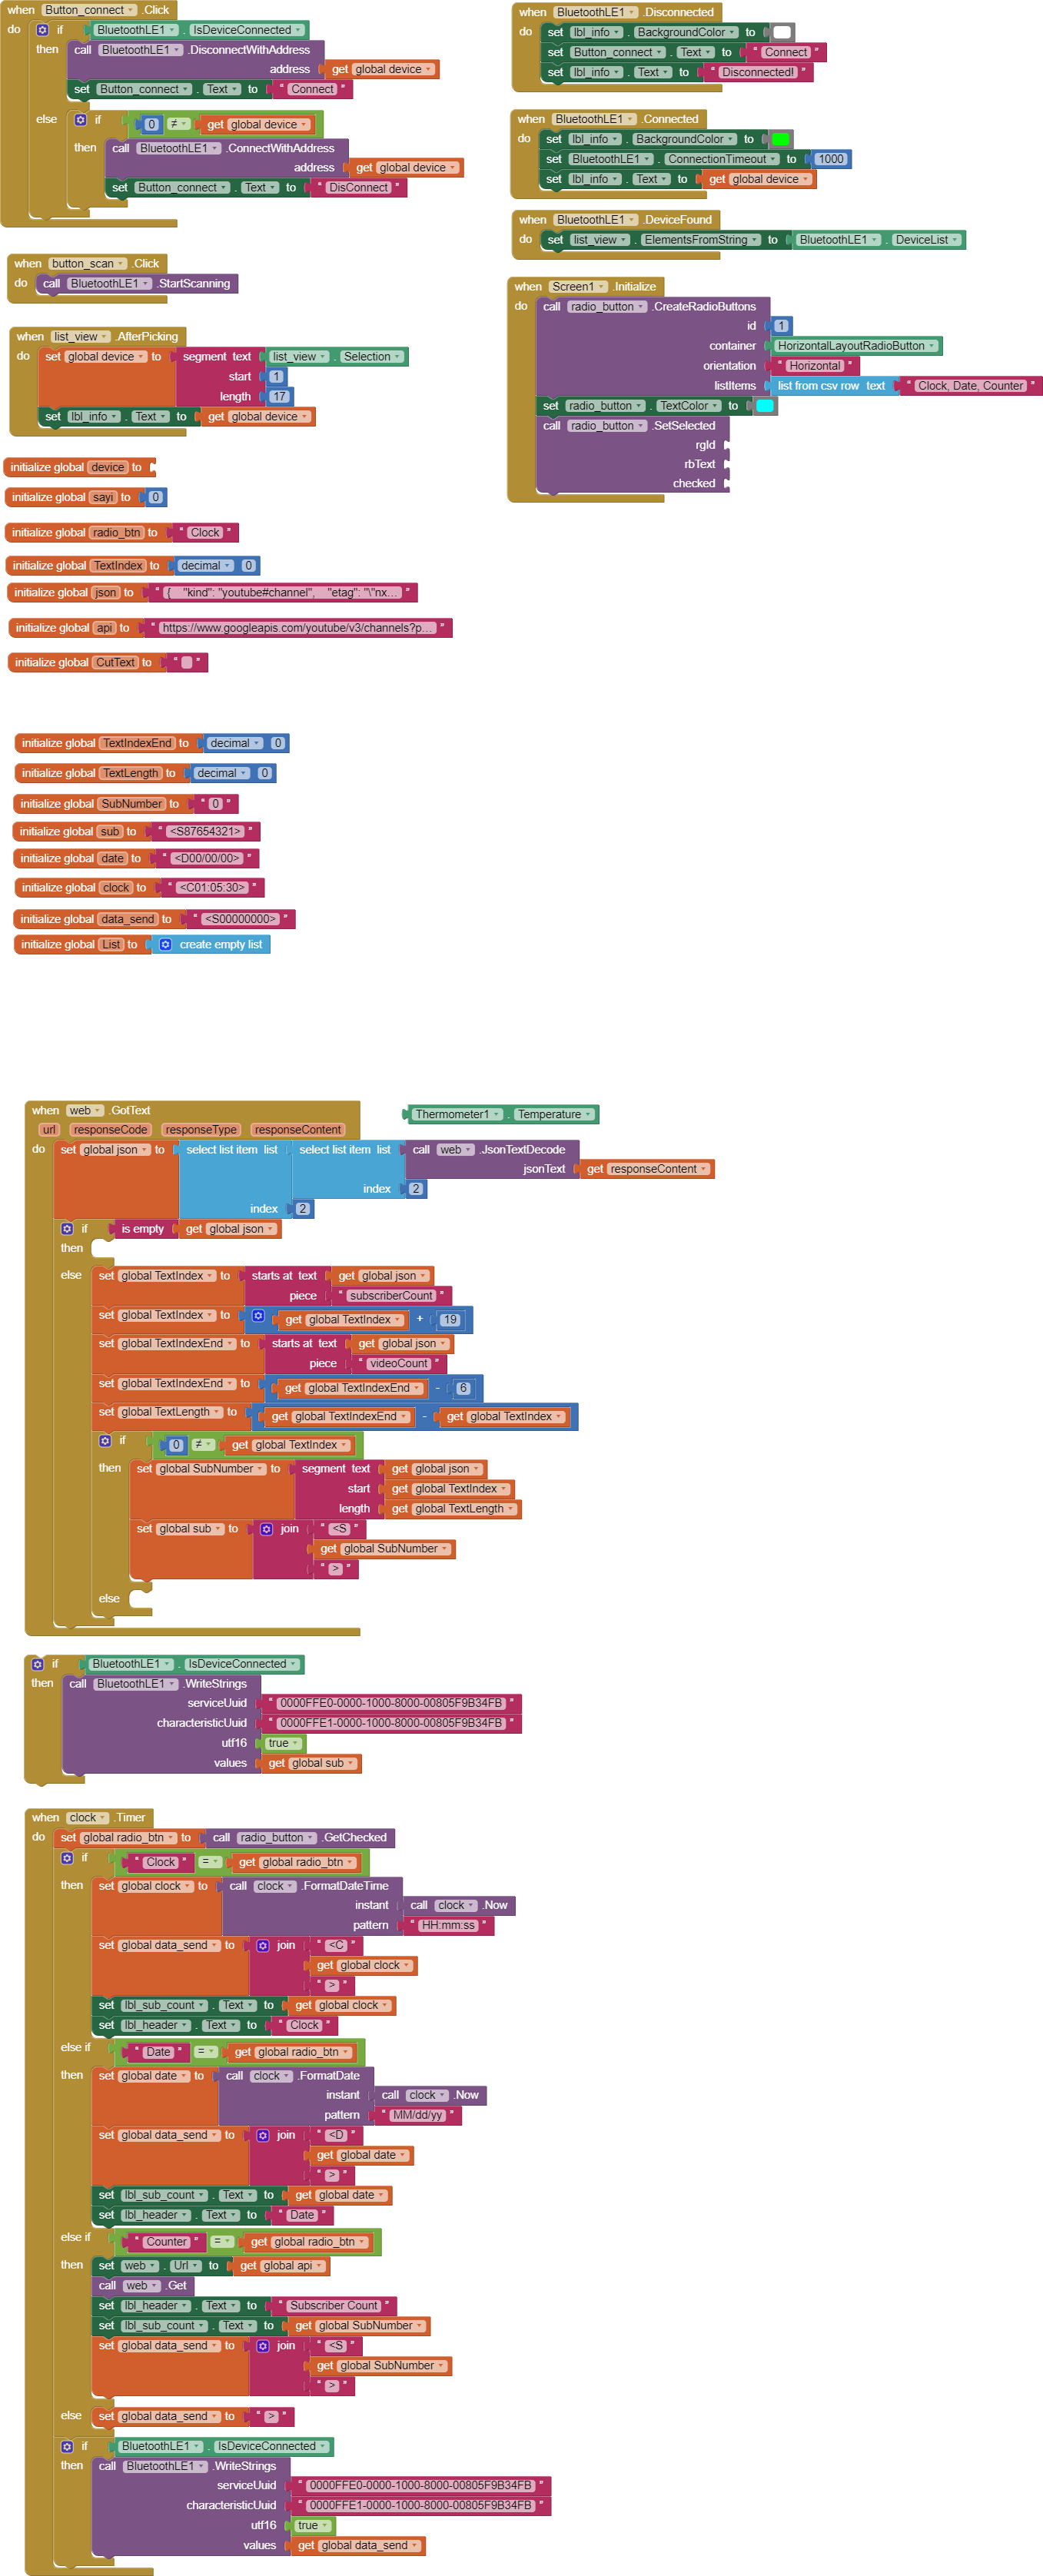 when Button_connect .Click
do if BluetoothLE1 . IsDeviceConnected
then call BluetoothLE1 .DisconnectWithAddress
address get global device
set Button_connect . Text to " Connect "
else if 0 ≠ get global device
then call BluetoothLE1 .ConnectWithAddress
address get global device
set Button_connect . Text to " DisConnect "
when button_scan .Click
do call BluetoothLE1 .StartScanning
when list_view .AfterPicking
do set global device to segment text list_view . Selection
start 1
length 17
set lbl_info . Text to get global device
initialize global device to
initialize global sayi to 0
initialize global radio_btn to " Clock "
initialize global TextIndex to decimal 0
initialize global json to " { "kind": "youtube#channel", "etag": "\"nx... "
initialize global api to " https://www.googleapis.com/youtube/v3/channels?p... "
initialize global CutText to " "
when BluetoothLE1 .Disconnected
do set lbl_info . BackgroundColor to
set Button_connect . Text to " Connect "
set lbl_info . Text to " Disconnected! "
when BluetoothLE1 .Connected
do set lbl_info . BackgroundColor to
set BluetoothLE1 . ConnectionTimeout to 1000
set lbl_info . Text to get global device
when BluetoothLE1 .DeviceFound
do set list_view . ElementsFromString to BluetoothLE1 . DeviceList
when Screen1 .Initialize
do call radio_button .CreateRadioButtons
id 1
container HorizontalLayoutRadioButton
orientation " Horizontal "
listItems list from csv row text " Clock, Date, Counter "
set radio_button . TextColor to
call radio_button .SetSelected
rgId
rbText
checked
initialize global TextIndexEnd to decimal 0
initialize global TextLength to decimal 0
initialize global SubNumber to " 0 "
initialize global sub to " <S87654321> "
initialize global date to " <D00/00/00> "
initialize global clock to " <C01:05:30> "
initialize global data_send to " <S00000000> "
initialize global List to create empty list
when web .GotText
url responseCode responseType responseContent
Thermometer1 . Temperature
do set global json to select list item list select list item list call web .JsonTextDecode
jsonText get responseContent
index 2
index 2
if is empty get global json
then
else set global TextIndex to starts at text get global json
piece " subscriberCount "
set global TextIndex to get global TextIndex + 19
set global TextIndexEnd to starts at text get global json
piece " videoCount "
set global TextIndexEnd to get global TextIndexEnd - 6
set global TextLength to get global TextIndexEnd - get global TextIndex
if 0 ≠ get global TextIndex
then set global SubNumber to segment text get global json
start get global TextIndex
length get global TextLength
set global sub to join " <S "
get global SubNumber
" > "
else
if BluetoothLE1 . IsDeviceConnected
then call BluetoothLE1 .WriteStrings
serviceUuid " 0000FFE0-0000-1000-8000-00805F9B34FB "
characteristicUuid " 0000FFE1-0000-1000-8000-00805F9B34FB "
utf16 true
values get global sub
when clock .Timer
do set global radio_btn to call radio_button .GetChecked
if " Clock " = get global radio_btn
then set global clock to call clock .FormatDateTime
instant call clock .Now
pattern " HH:mm:ss "
set global data_send to join " <C "
get global clock
" > "
set lbl_sub_count . Text to get global clock
set lbl_header . Text to " Clock "
else if " Date " = get global radio_btn
then set global date to call clock .FormatDate
instant call clock .Now
pattern " MM/dd/yy "
set global data_send to join " <D "
get global date
" > "
set lbl_sub_count . Text to get global date
set lbl_header . Text to " Date "
else if " Counter " = get global radio_btn
then set web . Url to get global api
call web .Get
set lbl_header . Text to " Subscriber Count "
set lbl_sub_count . Text to get global SubNumber
set global data_send to join " <S "
get global SubNumber
" > "
else set global data_send to " > "
if BluetoothLE1 . IsDeviceConnected
then call BluetoothLE1 .WriteStrings
serviceUuid " 0000FFE0-0000-1000-8000-00805F9B34FB "
characteristicUuid " 0000FFE1-0000-1000-8000-00805F9B34FB "
utf16 true
values get global data_send